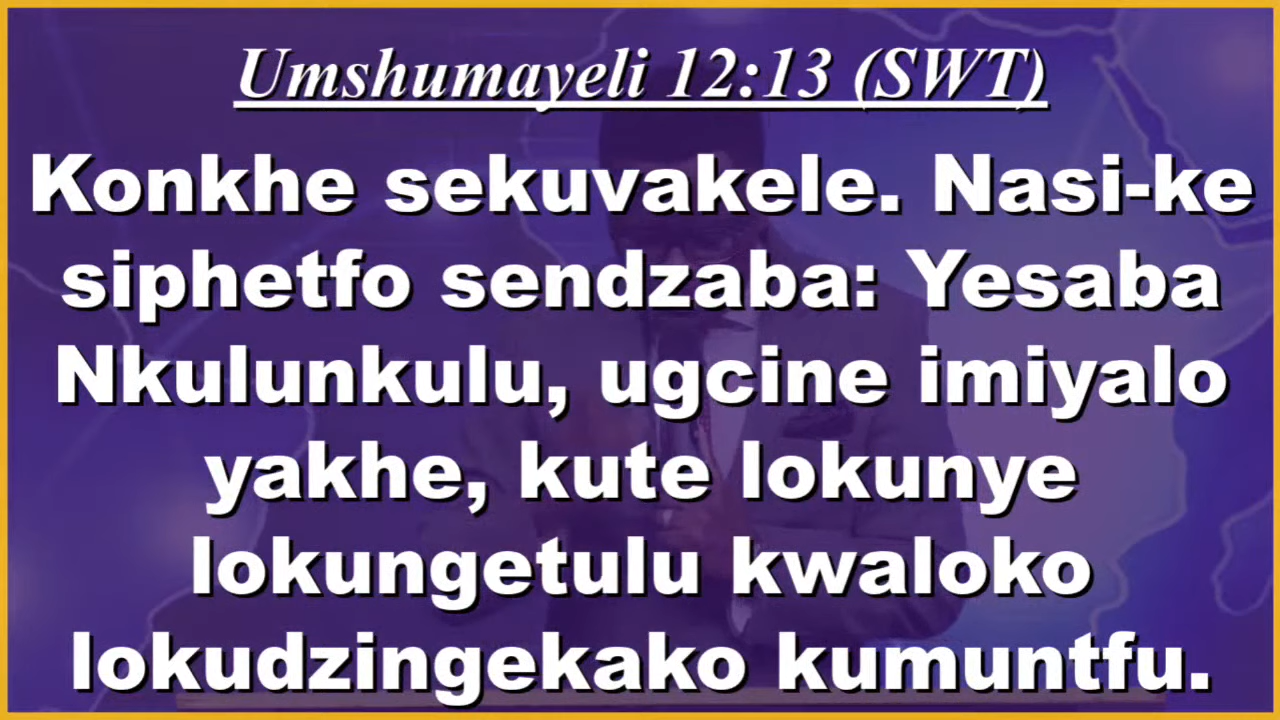 Umshumayeli 12:13 (SWT)
Konkhe sekuvakele. Nasi-ke
siphetfo sendzaba: Yesaba
Nkulunkulu, ugcine imiyalo
yakhe, kute lokunye
lokungetulu kwaloko
lokudzingekako kumuntfu.